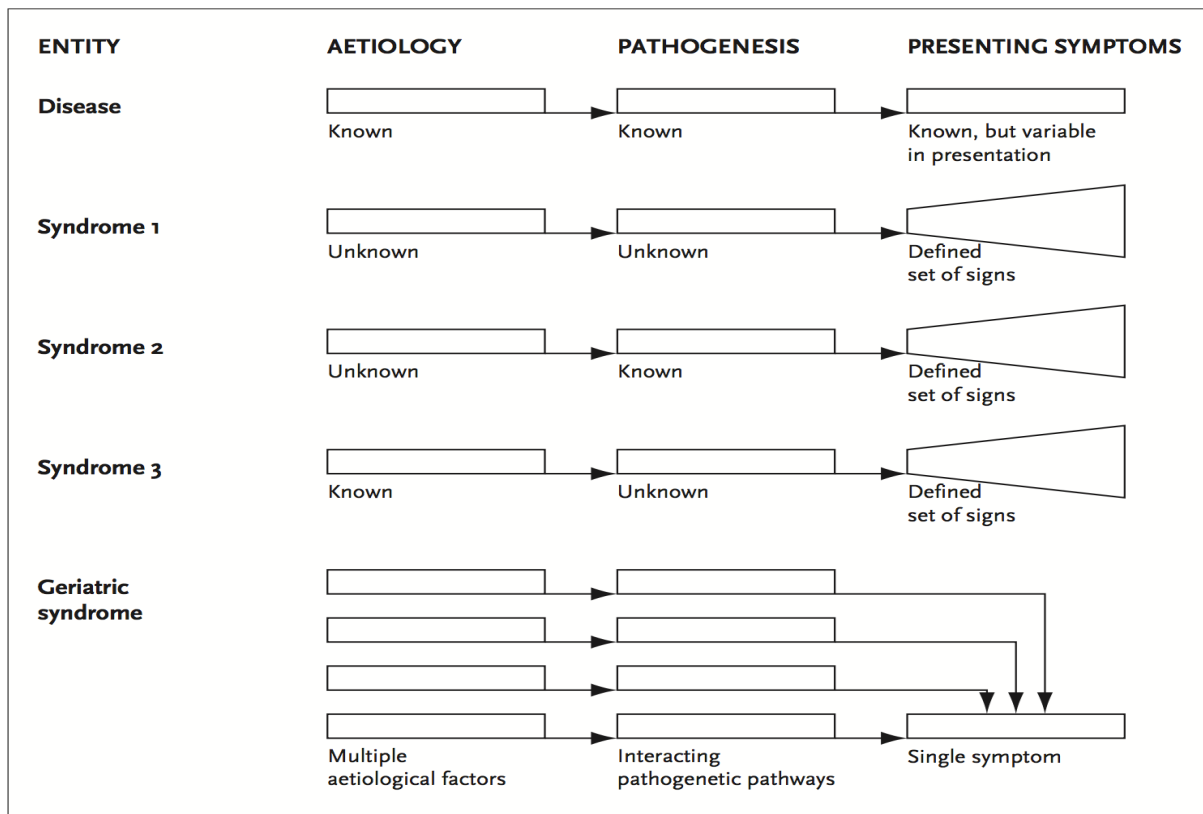 ENTITY AETIOLOGY PATHOGENESIS PRESENTING SYMPTOMS
Disease
Known Known Known, but variable
in presentation
Syndrome 1
Unknown Unknown Defined
set of signs
Syndrome 2
Unknown Known Defined
set of signs
Syndrome 3
Known Unknown Defined
set of signs
Geriatric
syndrome
Multiple Interacting Single symptom
aetiological factors pathogenetic pathways